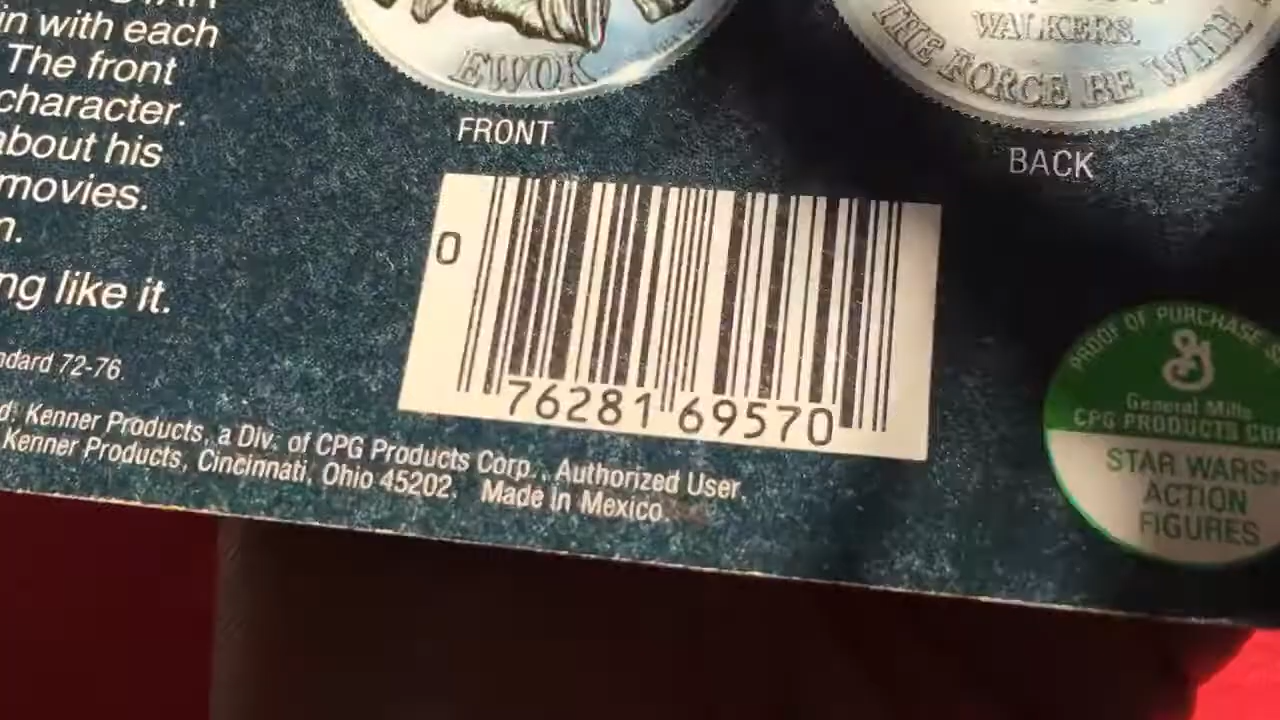 in with each
The front
character.
about his
movies.
ng like it.
72-76.
EWOK
FRONT
WALKERS.
THE FORCE BE WITH
BACK
0
76281 69570
Kenner Products, a Div. of CPG Products Corp., Authorized User.
Kenner Products, Cincinnati, Ohio 45202. Made in Mexico.
PROOF OF PURCHASE
General Mills
CPG PRODUCTS
STAR WARS
ACTION
FIGURES